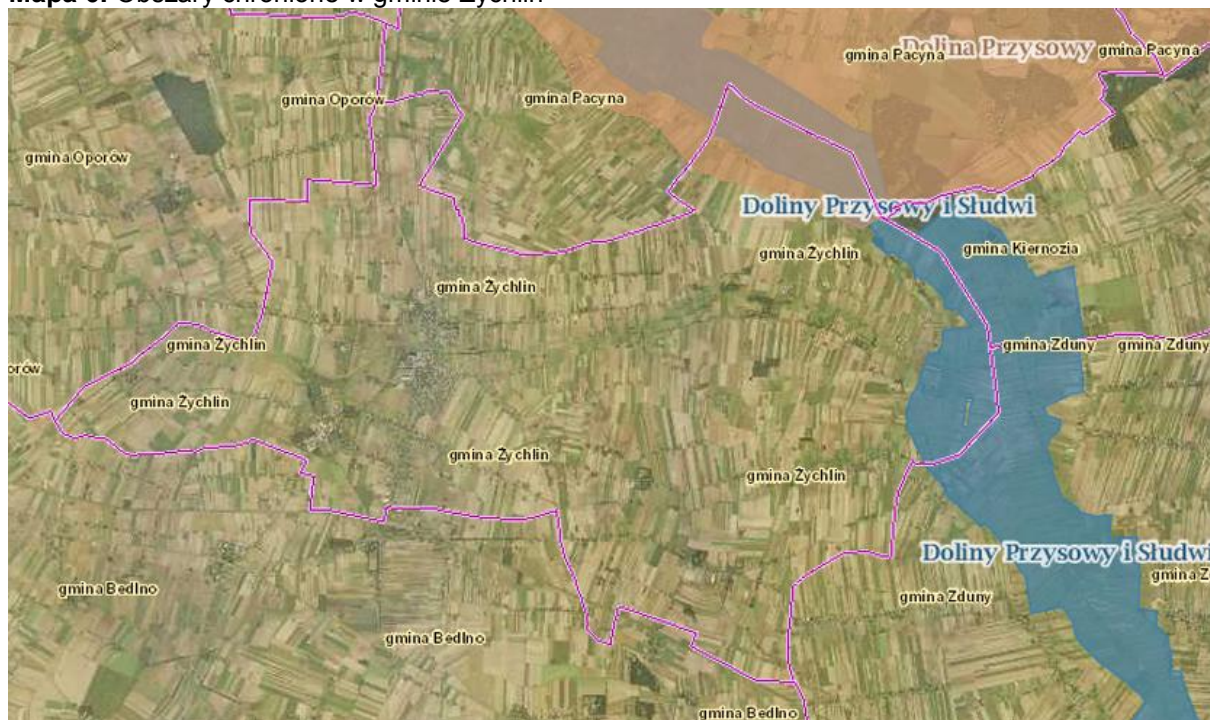 Mapa 6. Obszary chronione w gminie Żychlin
gmina Pacyna
Dolina Przysowy
gmina Pacyna
gmina Oporów
gmina Pacyna
gmina Oporów
Doliny Przysowy i Słudwi
gmina Żychlin
gmina Kiernozia
gmina Żychlin
gmina Żychlin
gmina Zduny
gmina Zduny
orów
gmina Żychlin
gmina Żychlin
gmina Żychlin
Doliny Przysowy i Słudwi
gmina Z
gmina Bedlno
gmina Zduny
gmina Bedlno
gmina Bedlno